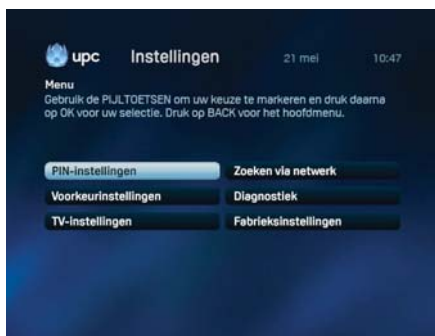 upc Instellingen 21 mei 10:47
Menu
Gebruik de PIJLTOETSEN om uw keuze te markeren en druk daarna
op OK voor uw selectie. Druk op BACK voor het hoofdmenu.
PIN-instellingen Zoeken via netwerk
Voorkeurinstellingen Diagnostiek
TV-instellingen Fabrieksinstellingen